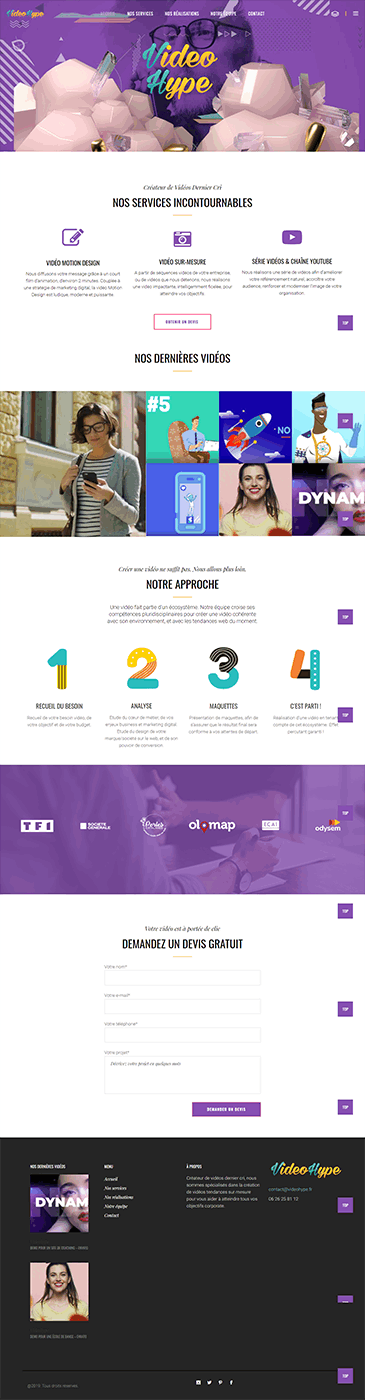 Video Hype
ACCUEIL NOS SERVICES NOS RÉALISATIONS NOTRE ÉQUIPE CONTACT
Video
Hype
Créateur de Vidéos Dernier Cri
NOS SERVICES INCONTOURNABLES
VIDÉO MOTION DESIGN
Nous diffusons votre message grâce à un court
film d'animation, d'environ 2 minutes. Couplée à
une stratégie de marketing digital, la vidéo Motion
Design est ludique, moderne et puissante.
VIDÉO SUR-MESURE
À partir de séquences vidéos de votre entreprise,
ou de vidéos que nous détenons, nous réalisons
une vidéo impactante, intelligemment ficelée, pour
atteindre vos objectifs.
SÉRIE VIDÉOS & CHAÎNE YOUTUBE
Nous réalisons une série de vidéos afin d'améliorer
votre référencement naturel, accroître votre
audience, renforcer et moderniser l'image de votre
organisation.
OBTENIR UN DEVIS
TOP
NOS DERNIÈRES VIDÉOS
#5
NO
TOP
DYNAM
TOP
Créer une vidéo ne suffit pas. Nous allons plus loin.
NOTRE APPROCHE
Une vidéo fait partie d'un écosystème. Notre équipe croise ses
compétences pluridisciplinaires pour créer une vidéo cohérente
avec son environnement, et avec les tendances web du moment.
TOP
1 2 3 4
RECUEIL DU BESOIN
Recueil de votre besoin vidéo, de
votre objectif et de votre budget.
ANALYSE
Étude du cœur de métier, de vos
enjeux business et marketing digital.
Étude du design de votre
marque/société sur le web et de son
pouvoir de conversion.
MAQUETTES
Présentation de maquettes, afin de
s'assurer que le résultat final sera
conforme à vos attentes de départ.
C'EST PARTI !
Réalisation d'une vidéo en tenant
compte de cet écosystème. Effet
percutant garanti !
TOP
TF1
SOCIETE
GENERALE
olomap
odysem
TOP
TOP
Votre vidéo est à portée de clic
DEMANDEZ UN DEVIS GRATUIT
Votre nom*
Votre e-mail*
TOP
Votre téléphone*
Votre projet*
Décrivez votre projet en quelques mots
DEMANDER UN DEVIS
TOP
NOS DERNIÈRES VIDÉOS
DYNAM
MENU
Accueil
Nos services
Nos réalisations
Notre équipe
Contact
À PROPOS
Créateur de vidéos dernier cri, nous
sommes spécialisés dans la création
de vidéos tendances sur-mesure
pour vous aider à atteindre tous vos
objectifs corporate.
Video Hype
contact@videohype.fr
09 26 25 81 12
TOP
TOP
@2019. Tous droits réservés.